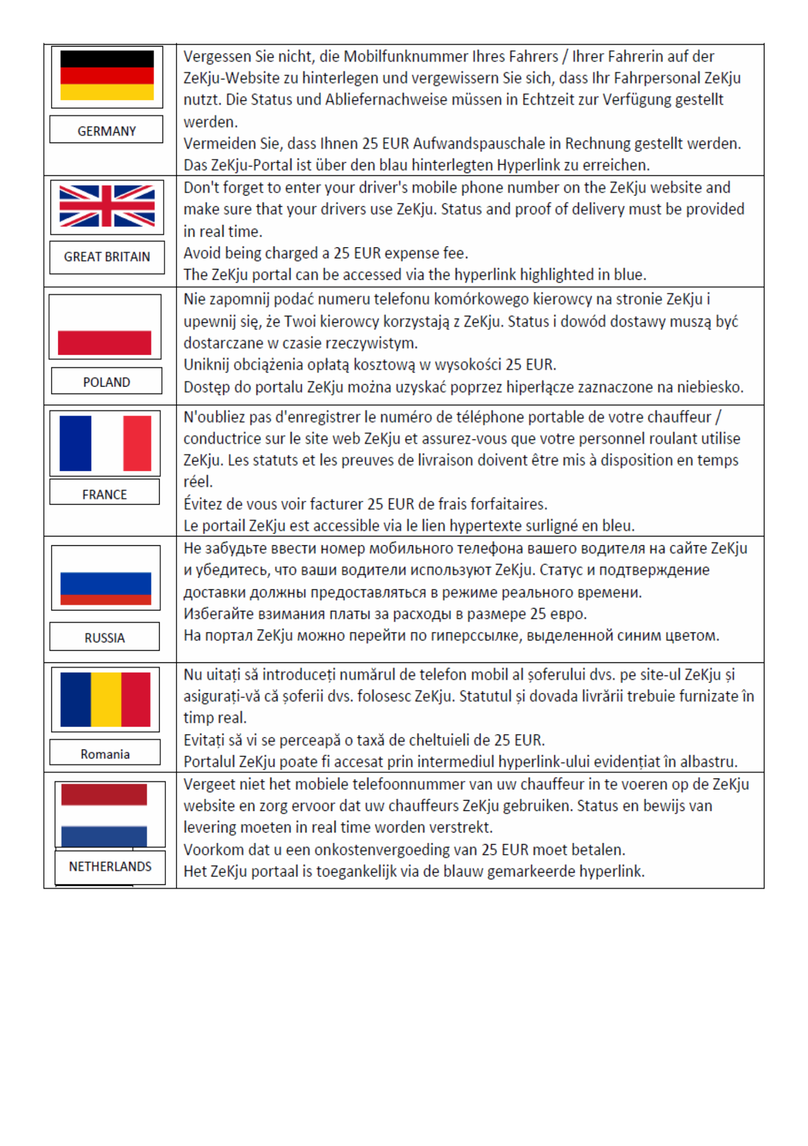 GERMANY
Vergessen Sie nicht, die Mobilfunknummer Ihres Fahrers / Ihrer Fahrerin auf der
ZeKju-Website zu hinterlegen und vergewissern Sie sich, dass Ihr Fahrpersonal ZeKju
nutzt. Die Status und Abliefernachweise müssen in Echtzeit zur Verfügung gestellt
werden.
Vermeiden Sie, dass Ihnen 25 EUR Aufwandspauschale in Rechnung gestellt werden.
Das ZeKju-Portal ist über den blau hinterlegten Hyperlink zu erreichen.
GREAT BRITAIN
Don't forget to enter your driver's mobile phone number on the ZeKju website and
make sure that your drivers use ZeKju. Status and proof of delivery must be provided
in real time.
Avoid being charged a 25 EUR expense fee.
The ZeKju portal can be accessed via the hyperlink highlighted in blue.
POLAND
Nie zapomnij podać numeru telefonu komórkowego kierowcy na stronie ZeKju i
upewnij się, że Twoi kierowcy korzystają z ZeKju. Status i dowód dostawy muszą być
dostarczane w czasie rzeczywistym.
Uniknij obciążenia opłatą kosztową w wysokości 25 EUR.
Dostęp do portalu ZeKju można uzyskać poprzez hiperłącze zaznaczone na niebiesko.
FRANCE
N'oubliez pas d'enregistrer le numéro de téléphone portable de votre chauffeur /
conductrice sur le site web ZeKju et assurez-vous que votre personnel roulant utilise
ZeKju. Les statuts et les preuves de livraison doivent être mis à disposition en temps
réel.
Évitez de vous voir facturer 25 EUR de frais forfaitaires.
Le portail ZeKju est accessible via le lien hypertexte surligné en bleu.
RUSSIA
Не забудьте ввести номер мобильного телефона вашего водителя на сайте ZeKju
и убедитесь, что ваши водители используют ZeKju. Статус и подтверждение
доставки должны предоставляться в режиме реального времени.
Избегайте взимания платы за расходы в размере 25 евро.
На портал ZeKju можно перейти по гиперссылке, выделенной синим цветом.
Romania
Nu uitați să introduceți numărul de telefon mobil al șoferului dvs. pe site-ul ZeKju și
asigurați-vă că șoferii dvs. folosesc ZeKju. Statutul și dovada livrării trebuie furnizate în
timp real.
Evitați să vi se perceapă o taxă de cheltuieli de 25 EUR.
Portalul ZeKju poate fi accesat prin intermediul hyperlink-ului evidențiat în albastru.
NETHERLANDS
Vergeet niet het mobiele telefoonnummer van uw chauffeur in te voeren op de ZeKju
website en zorg ervoor dat uw chauffeurs ZeKju gebruiken. Status en bewijs van
levering moeten in real time worden verstrekt.
Voorkom dat u een onkostenvergoeding van 25 EUR moet betalen.
Het ZeKju portaal is toegankelijk via de blauw gemarkeerde hyperlink.